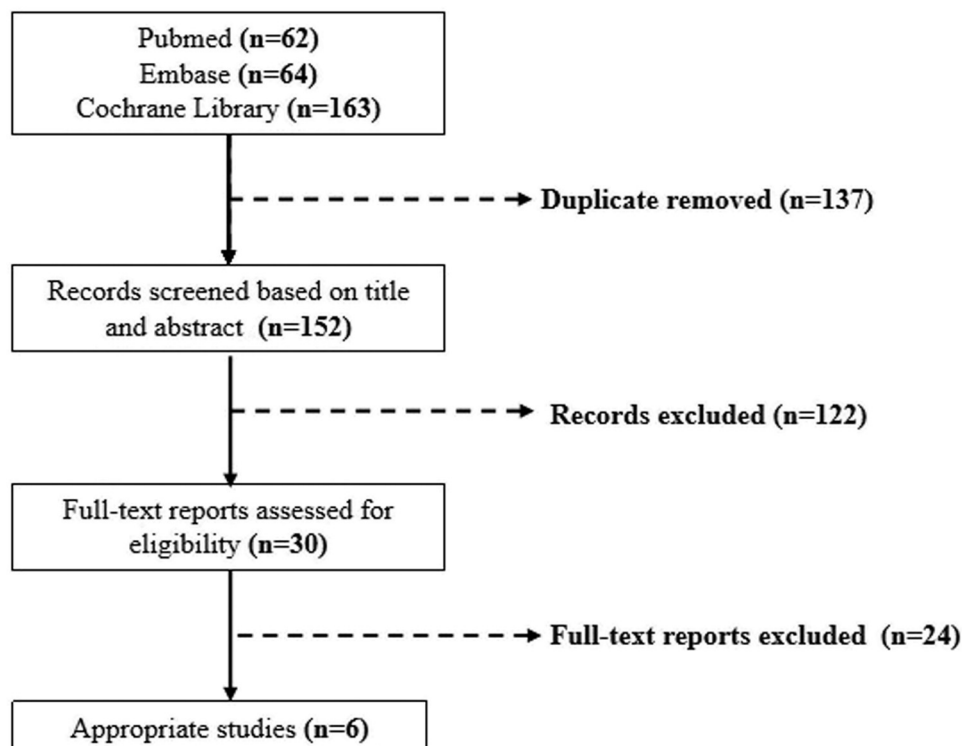 Pubmed (n=62)
Embase (n=64)
Cochrane Library (n=163)
Duplicate removed (n=137)
Records screened based on title
and abstract (n=152)
Records excluded (n=122)
Full-text reports assessed for
eligibility (n=30)
Full-text reports excluded (n=24)
Appropriate studies (n=6)